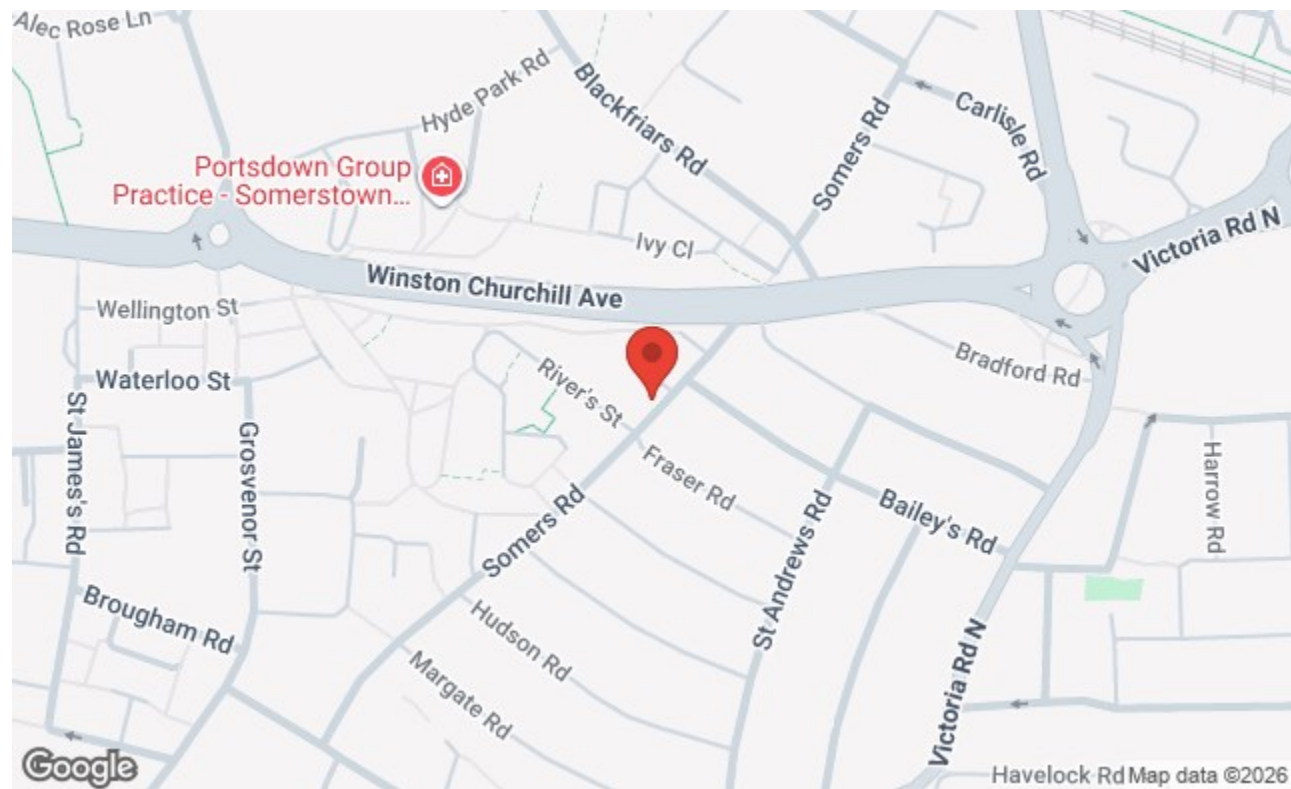 Alec Rose Ln
Hyde Park Rd
Blackfriars Rd
Somers Rd
Carlisle Rd
Portsdown Group
Practice - Somerstown...
Victoria Rd N
Ivy Cl
Winston Churchill Ave
Wellington St
Bradford Rd
River's St
Waterloo St
St James's Rd
Grosvenor St
Fraser Rd
Harrow Rd
Bailey's Rd
Somers Rd
St Andrews Rd
Brougham Rd
Hudson Rd
Margate Rd
Victoria Rd N
Google
Havelock Rd
Map data ©2026